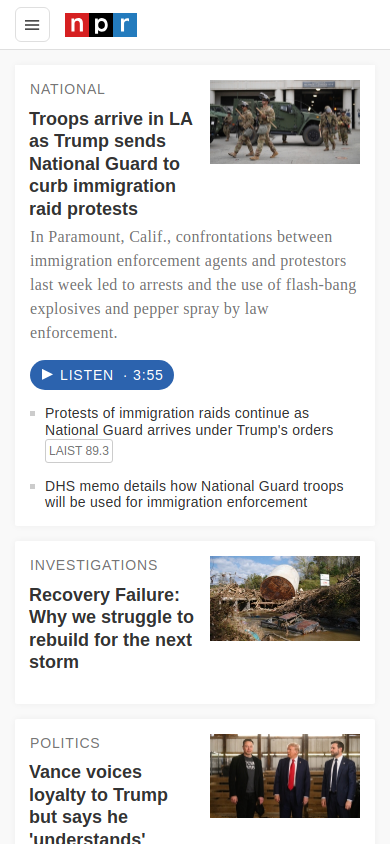 npr
NATIONAL
Troops arrive in LA
as Trump sends
National Guard to
curb immigration
raid protests
In Paramount, Calif., confrontations between
immigration enforcement agents and protestors
last week led to arrests and the use of flash-bang
explosives and pepper spray by law
enforcement.
LISTEN · 3:55
Protests of immigration raids continue as
National Guard arrives under Trump's orders
LAIST 89.3
DHS memo details how National Guard troops
will be used for immigration enforcement
INVESTIGATIONS
Recovery Failure:
Why we struggle to
rebuild for the next
storm
POLITICS
Vance voices
loyalty to Trump
but says he
'understands'